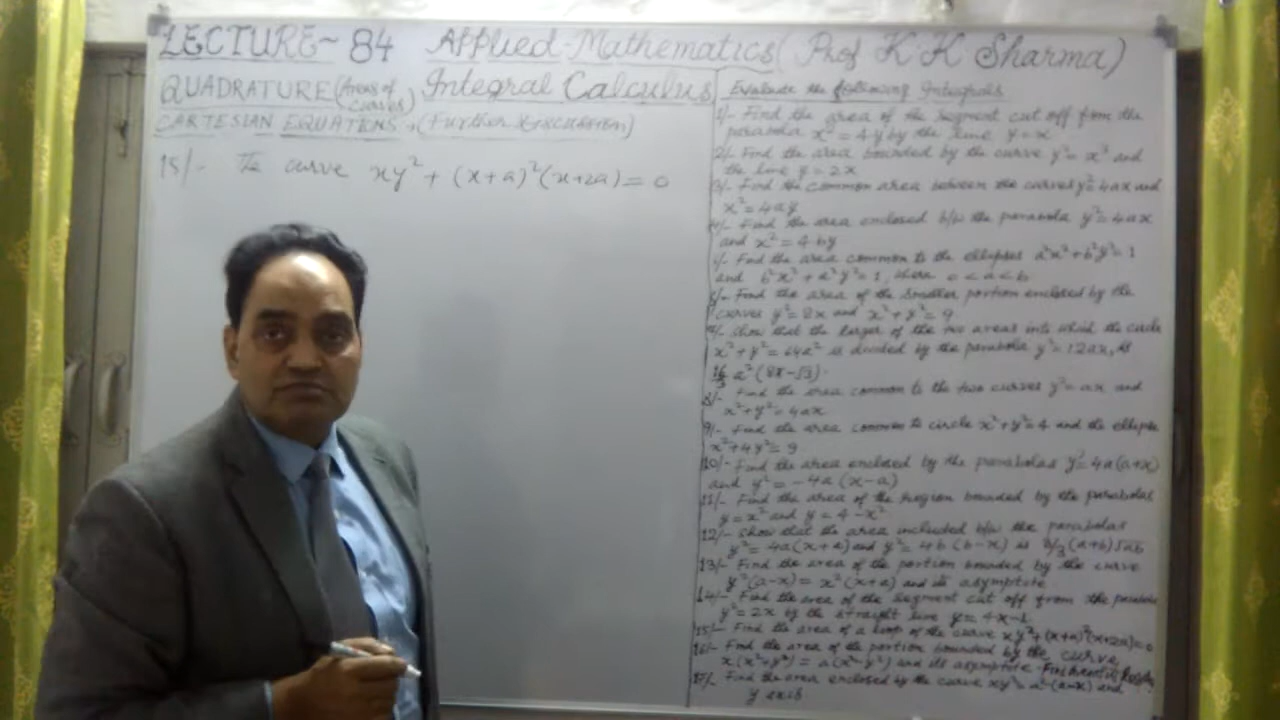 LECTURE- 84 Applied-Mathematics (Prof K K Sharma)
QUADRATURE (Areas of curves) Integral Calculus
CARTESIAN EQUATIONS, (Further Discussion)
15/- The curve xy² + (x+a)²(x+2a) = 0
Evaluate the following Integrals
1/- Find the area of the segment cut off from the
parabola x² = 4y by the line y = x
2/- Find the area bounded by the curve y² = x³ and
the line y = 2x
3/- Find the common area between the curves y² = 4ax and
x² = 4ay
4/- Find the area enclosed b/w the parabola y² = 4ax
and x² = 4by
Find the area common to the ellipses a²x² + b²y² = 1
and b²x² + a²y² = 1, where 0 < a < b
Find the area of the smaller portion enclosed by the
curves y² = 8x and x² + y² = 9
Show that the larger of the two areas into which the circle
x² + y² = 64a² is divided by the parabola y² = 12ax, is
16/3 a² (8π-√3).
8/- Find the area common to the two curves y² = ax and
x² + y² = 4ax
9/- Find the area common to circle x² + y² = 4 and the ellipse
x² + 4y² = 9
10/- Find the area enclosed by the parabolas y² = 4a(a+x)
and y² = -4a (x-a)
11/- Find the area of the region bounded by the parabolas
y = x² and y = 4 - x²
12/- Show that the area included b/w the parabolas
y² = 4a(x+a) and y² = 4b (b-x) is 8/3 (a+b) √ab
13/- Find the area of the portion bounded by the curve
y²(a-x) = x²(x+a) and its asymptote
14/- Find the area of the segment cut off from the parabola
y² = 2x by the straight line y = 4x-1
15/- Find the area of a loop of the curve xy² + (x+a)²(x+2a) = 0
16/- Find the area of the portion bounded by the curve
x(x²+y²) = a(x²-y²) and its asymptote.
17/- Find the area enclosed by the curve xy² = a²(a-x) and
y axis